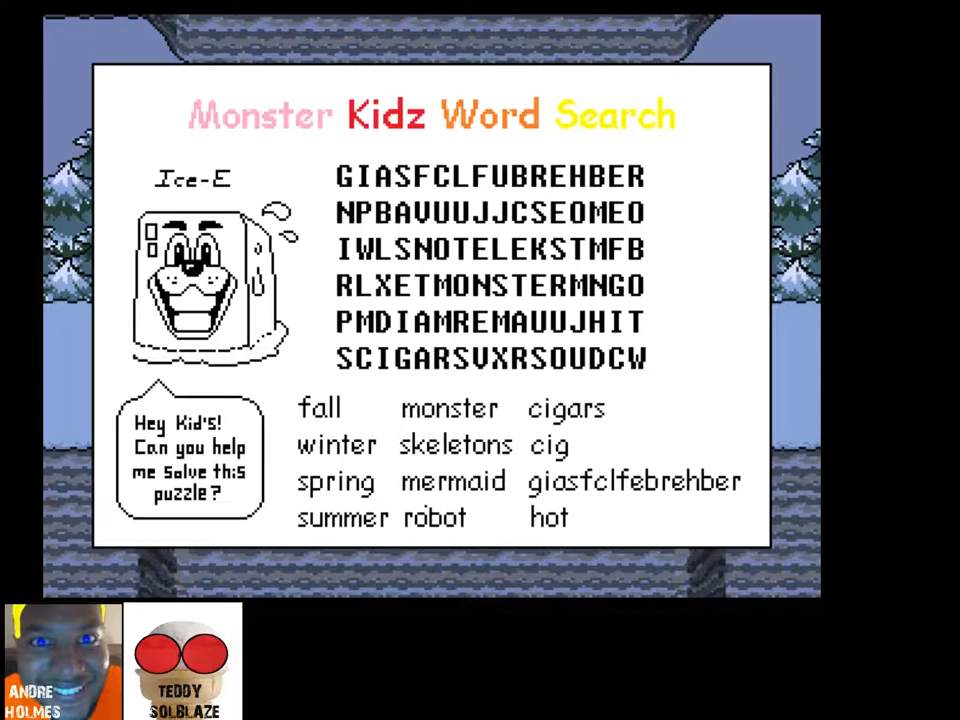 Monster Kidz Word Search
Ice-E
GIASFCLFUBREHBER
NPBAVUUJJCSEOMEO
IWLSNOTELEKSTMFB
RLXETMONSTERMNGO
PMDIAMREMAUUJHIT
SCIGARSVXRSOUDCW
Hey Kid's!
Can you help
me solve this
puzzle?
fall monster cigars
winter skeletons cig
spring mermaid giasfclfebrehber
summer robot hot
ANDRE
HOLMES
TEDDY
SOLBLAZE